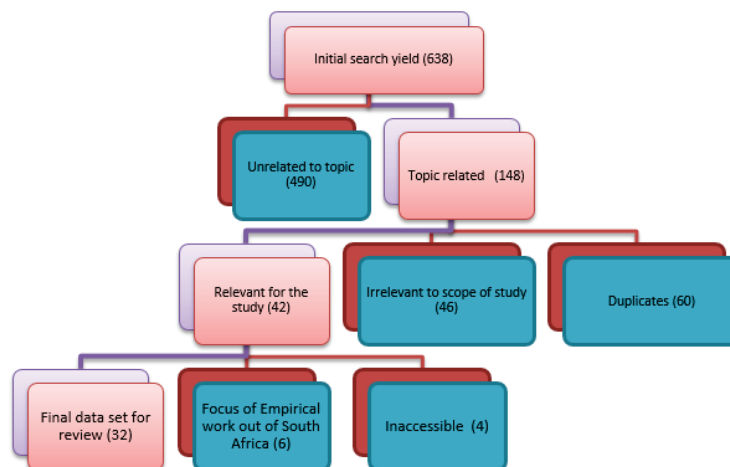 Initial search yield (638)
Unrelated to topic
(490)
Topic related (148)
Relevant for the
study (42)
Irrelevant to scope of study
(46)
Duplicates (60)
Final data set for
review (32)
Focus of Empirical
work out of South
Africa (6)
Inaccessible (4)